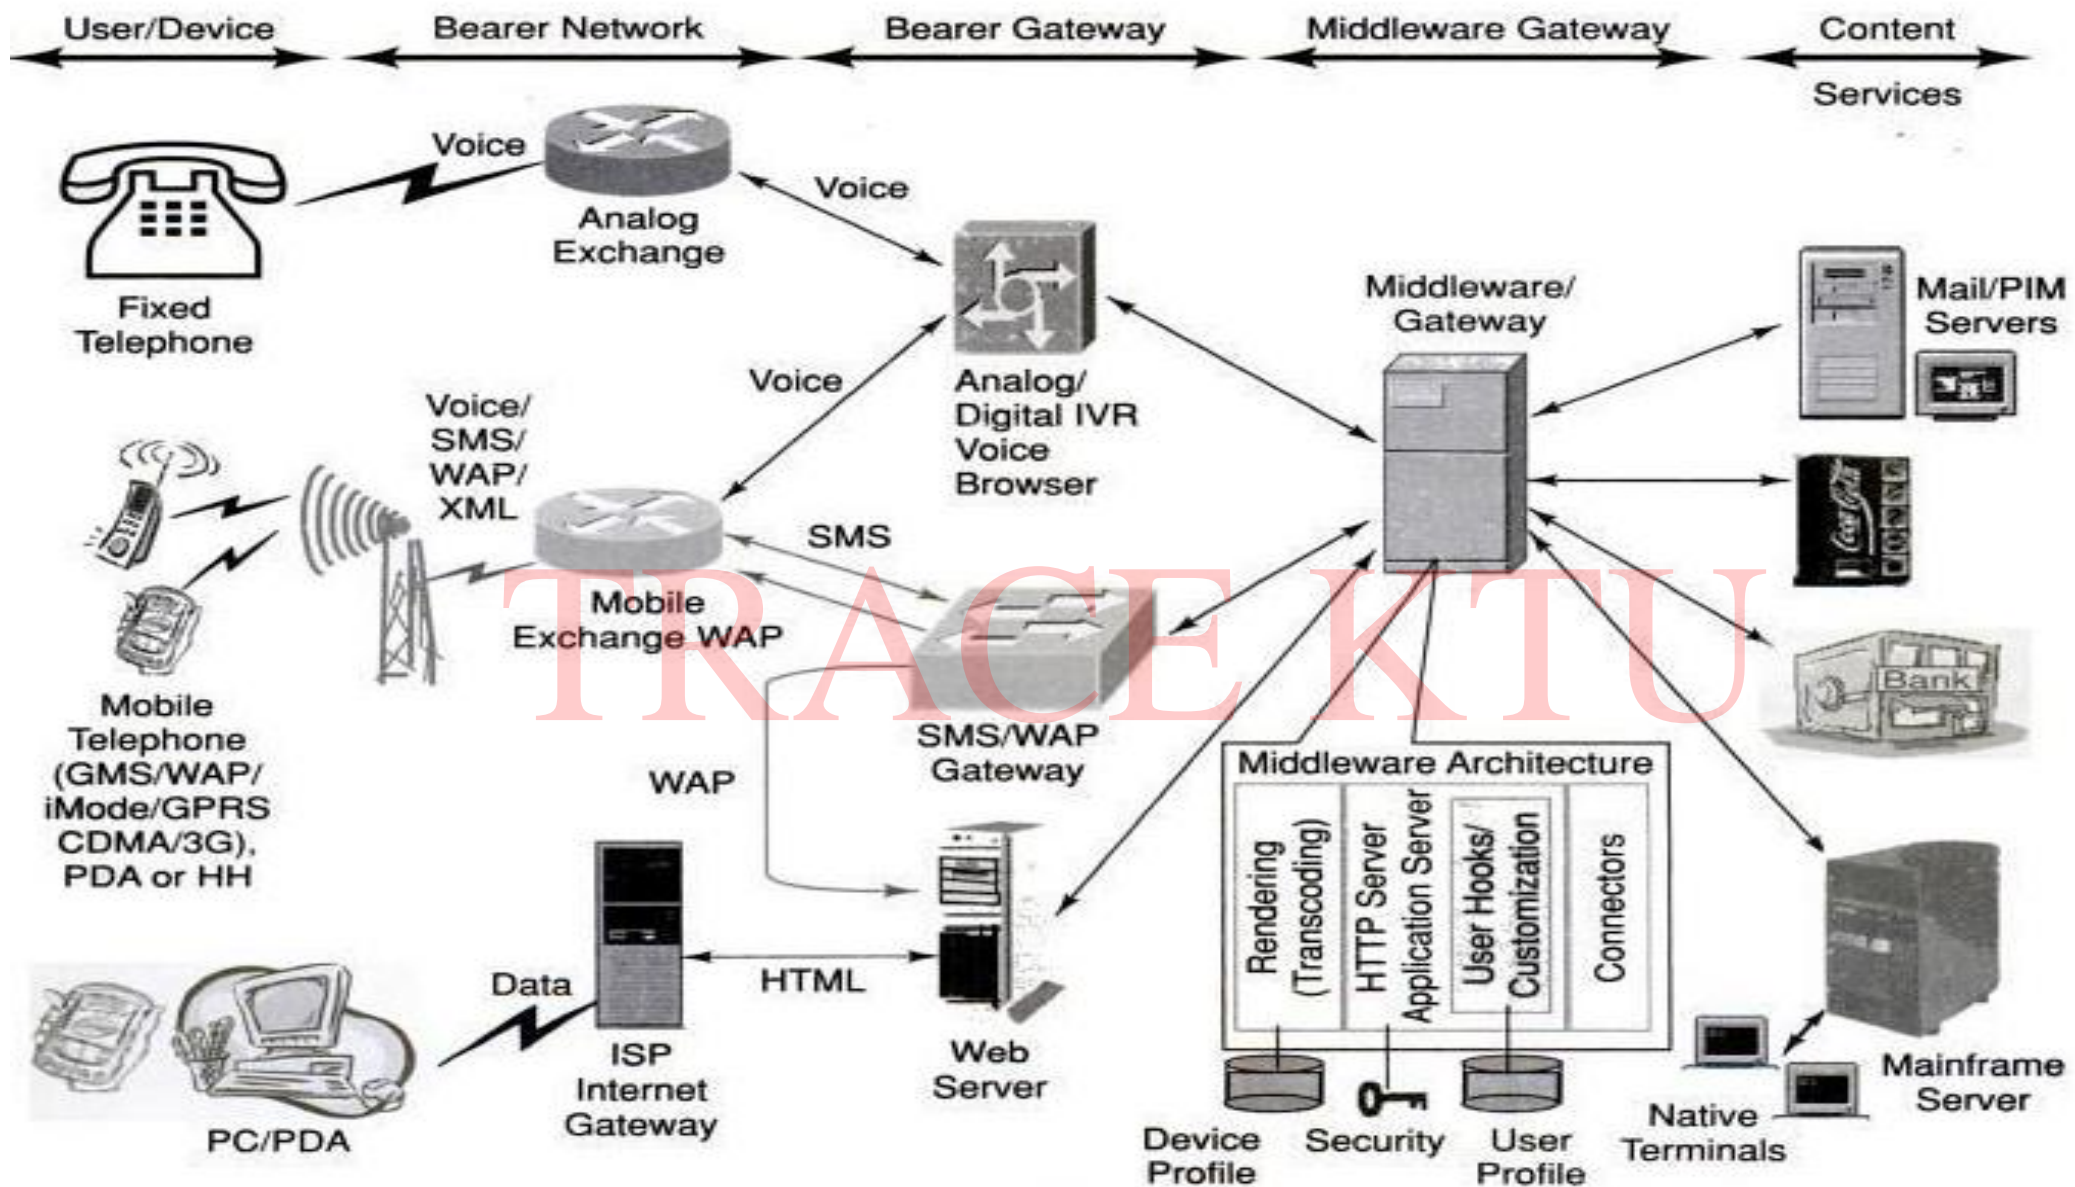 User/Device
Bearer Network
Bearer Gateway
Middleware Gateway
Content
Services
Voice
Analog
Exchange
Voice
Fixed
Telephone
Middleware/
Gateway
Mail/PIM
Servers
Voice
Analog/
Digital IVR
Voice
Browser
Voice/
SMS/
WAP/
XML
SMS
Mobile
Exchange WAP
TRACE KTU
Bank
Mobile
Telephone
(GMS/WAP/
iMode/GPRS
CDMA/3G),
PDA or HH
SMS/WAP
Gateway
WAP
Middleware Architecture
Rendering
(Transcoding)
HTTP Server
Application Server
User Hooks/
Customization
Connectors
Data
HTML
ISP
Internet
Gateway
Web
Server
PC/PDA
Device
Profile
Security
User
Profile
Native
Terminals
Mainframe
Server